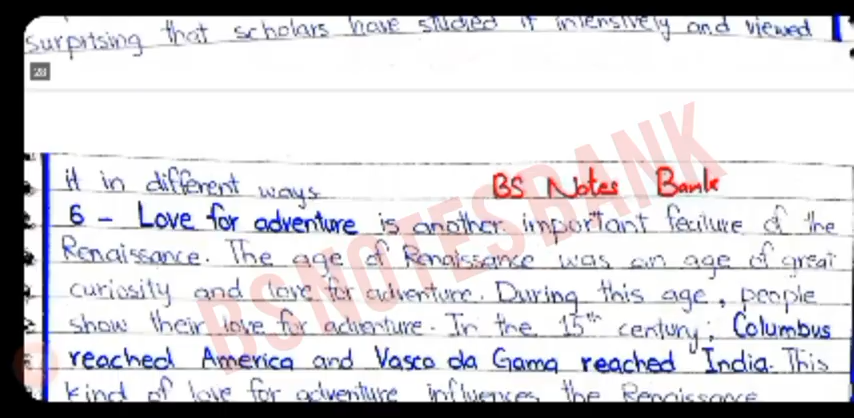 surprising that scholars have studied it intensively and viewed
28
it in different ways
BS Notes Bank
6 - Love for adventure is another important feature of the
Renaissance. The age of Renaissance was an age of great
curiosity and love for adventure. During this age, people
show their love for adventure. In the 15th century; Columbus
reached America and Vasco da Gama reached India. This
kind of love for adventure influences the Renaissance
BSNOTESBANK